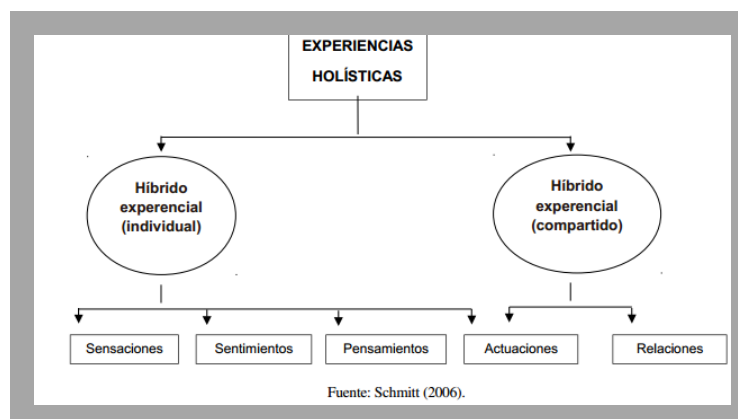 EXPERIENCIAS
HOLÍSTICAS
Híbrido
experencial
(individual)
Híbrido
experencial
(compartido)
Sensaciones
Sentimientos
Pensamientos
Actuaciones
Relaciones
Fuente: Schmitt (2006).